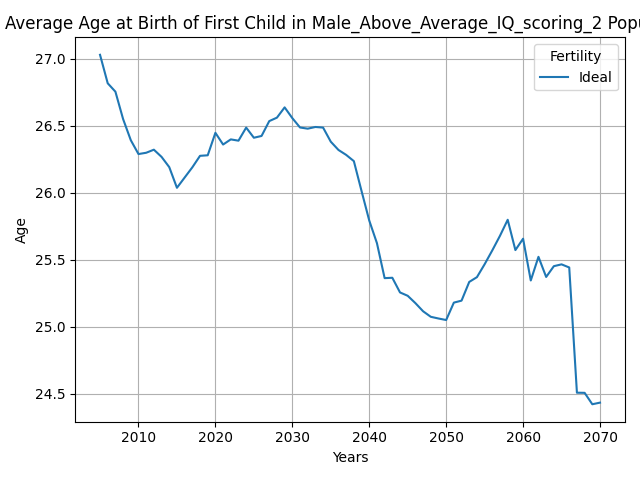 Average Age at Birth of First Child in Male_Above_Average_IQ_scoring_2 Popu
Fertility
Ideal
27.0
26.5
26.0
25.5
25.0
24.5
Age
2010 2020 2030 2040 2050 2060 2070
Years